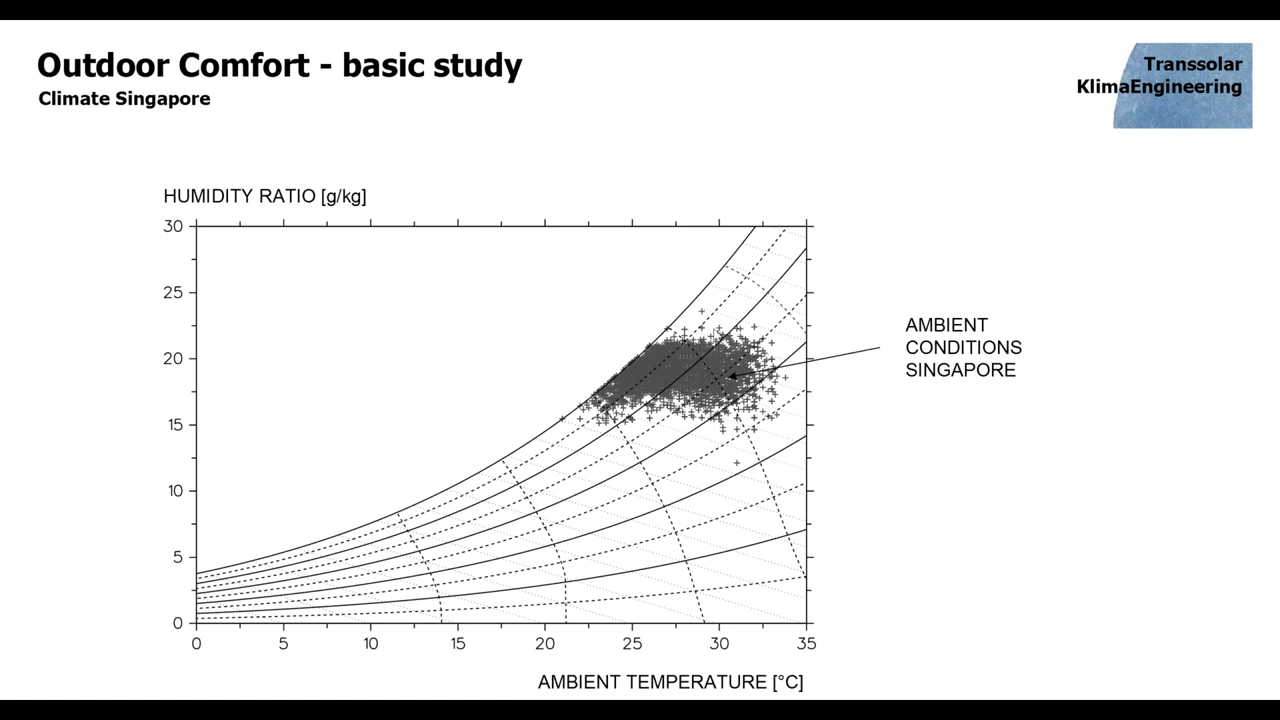 Outdoor Comfort - basic study
Climate Singapore
Transsolar
KlimaEngineering
HUMIDITY RATIO [g/kg]
30
25
20
15
10
5
0
0 5 10 15 20 25 30 35
AMBIENT TEMPERATURE [°C]
AMBIENT
CONDITIONS
SINGAPORE